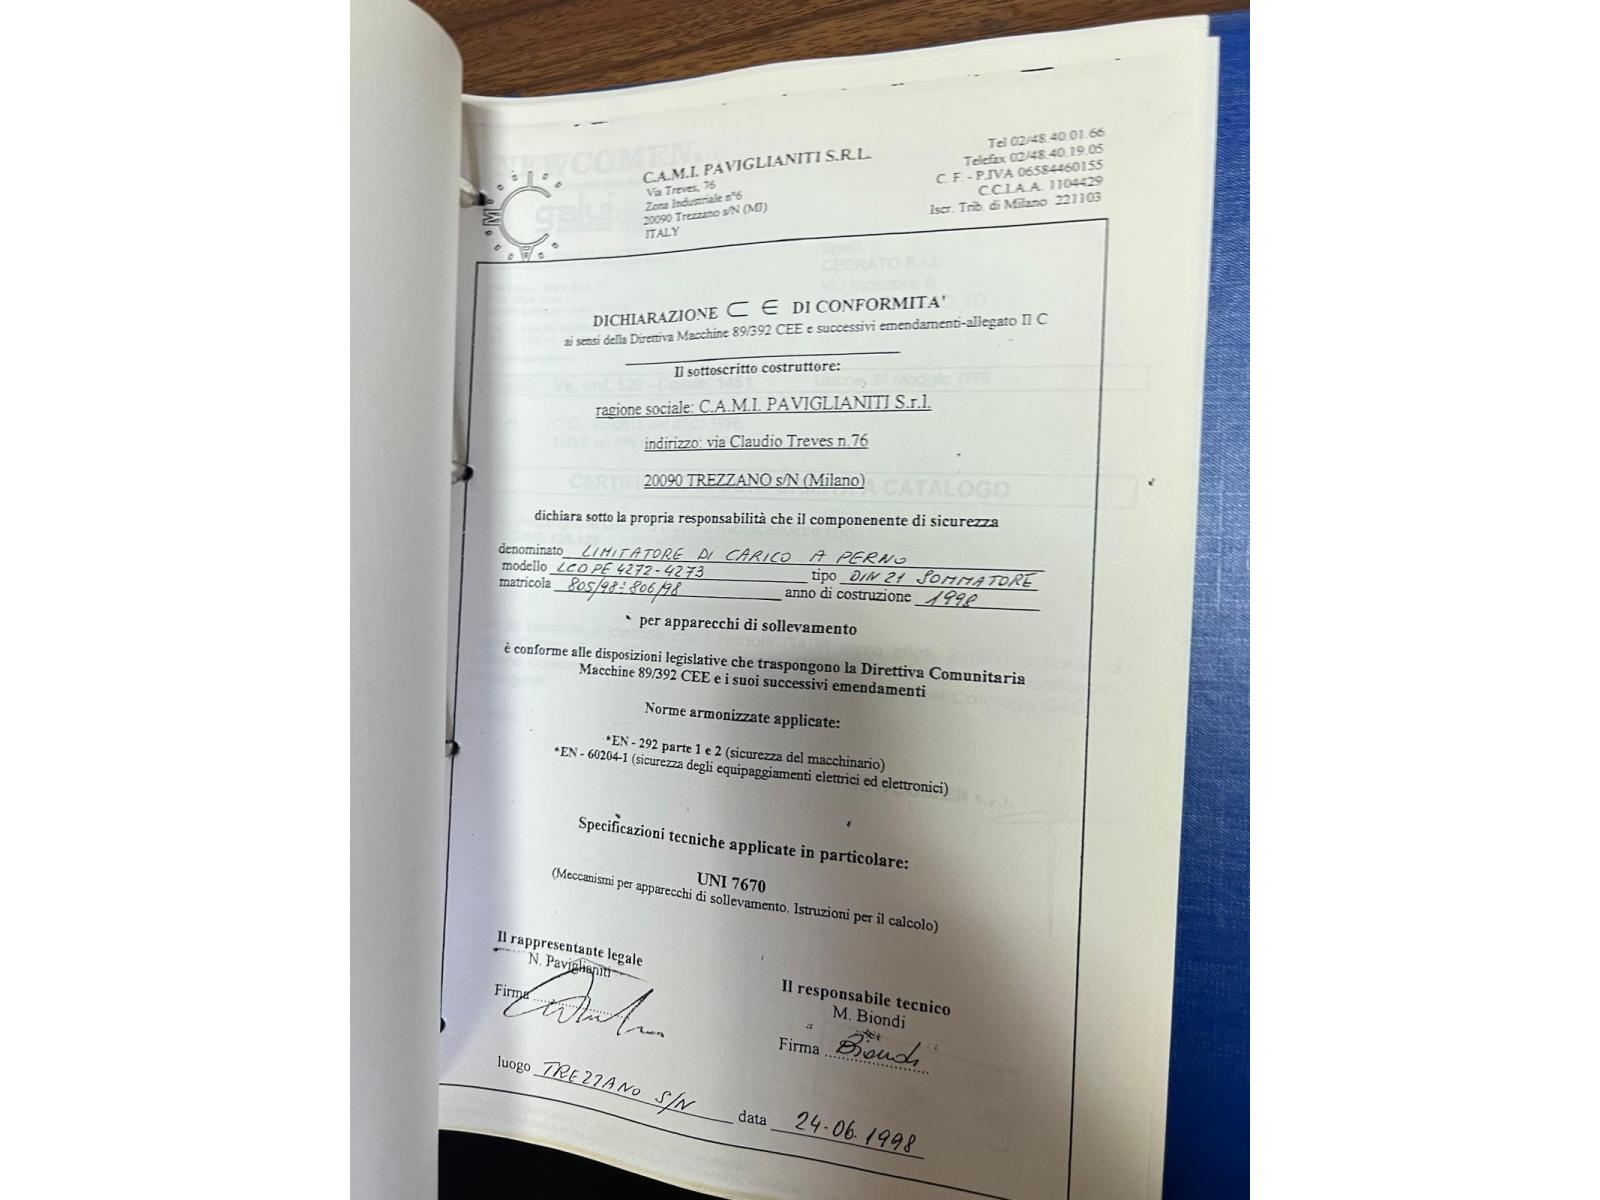 C.A.M.I. PAVIGLIANITI S.R.L.
Via Treves, 76
Zona Industriale n°6
20090 Trezzano s/N (MI)
ITALY
Tel 02/48.40.01.66
Telefax 02/48.40.19.05
C. F. - P.IVA 06584460155
C.C.I.A.A. 1104429
Iscr. Trib. di Milano 221103
DICHIARAZIONE C E DI CONFORMITA'
ai sensi della Direttiva Macchine 89/392 CEE e successivi emendamenti-allegato II C
Il sottoscritto costruttore:
ragione sociale: C.A.M.I. PAVIGLIANITI S.r.l.
indirizzo: via Claudio Treves n.76
20090 TREZZANO s/N (Milano)
CERTIFI A CATALOGO
dichiara sotto la propria responsabilità che il componenente di sicurezza
denominato LIMITATORE DI CARICO A PERNO
modello LCOPE 4272-4273 tipo DIN 21 SOMMATORE
matricola 805/98÷806/98 anno di costruzione 1998
per apparecchi di sollevamento
è conforme alle disposizioni legislative che traspongono la Direttiva Comunitaria
Macchine 89/392 CEE e i suoi successivi emendamenti
Norme armonizzate applicate:
*EN - 292 parte 1 e 2 (sicurezza del macchinario)
*EN - 60204-1 (sicurezza degli equipaggiamenti elettrici ed elettronici)
Specificazioni tecniche applicate in particolare:
UNI 7670
(Meccanismi per apparecchi di sollevamento. Istruzioni per il calcolo)
Il rappresentante legale
N. Paviglianiti
Firma
Il responsabile tecnico
M. Biondi
Firma Biondi
luogo TREZZANO S/N data 24-06.1998